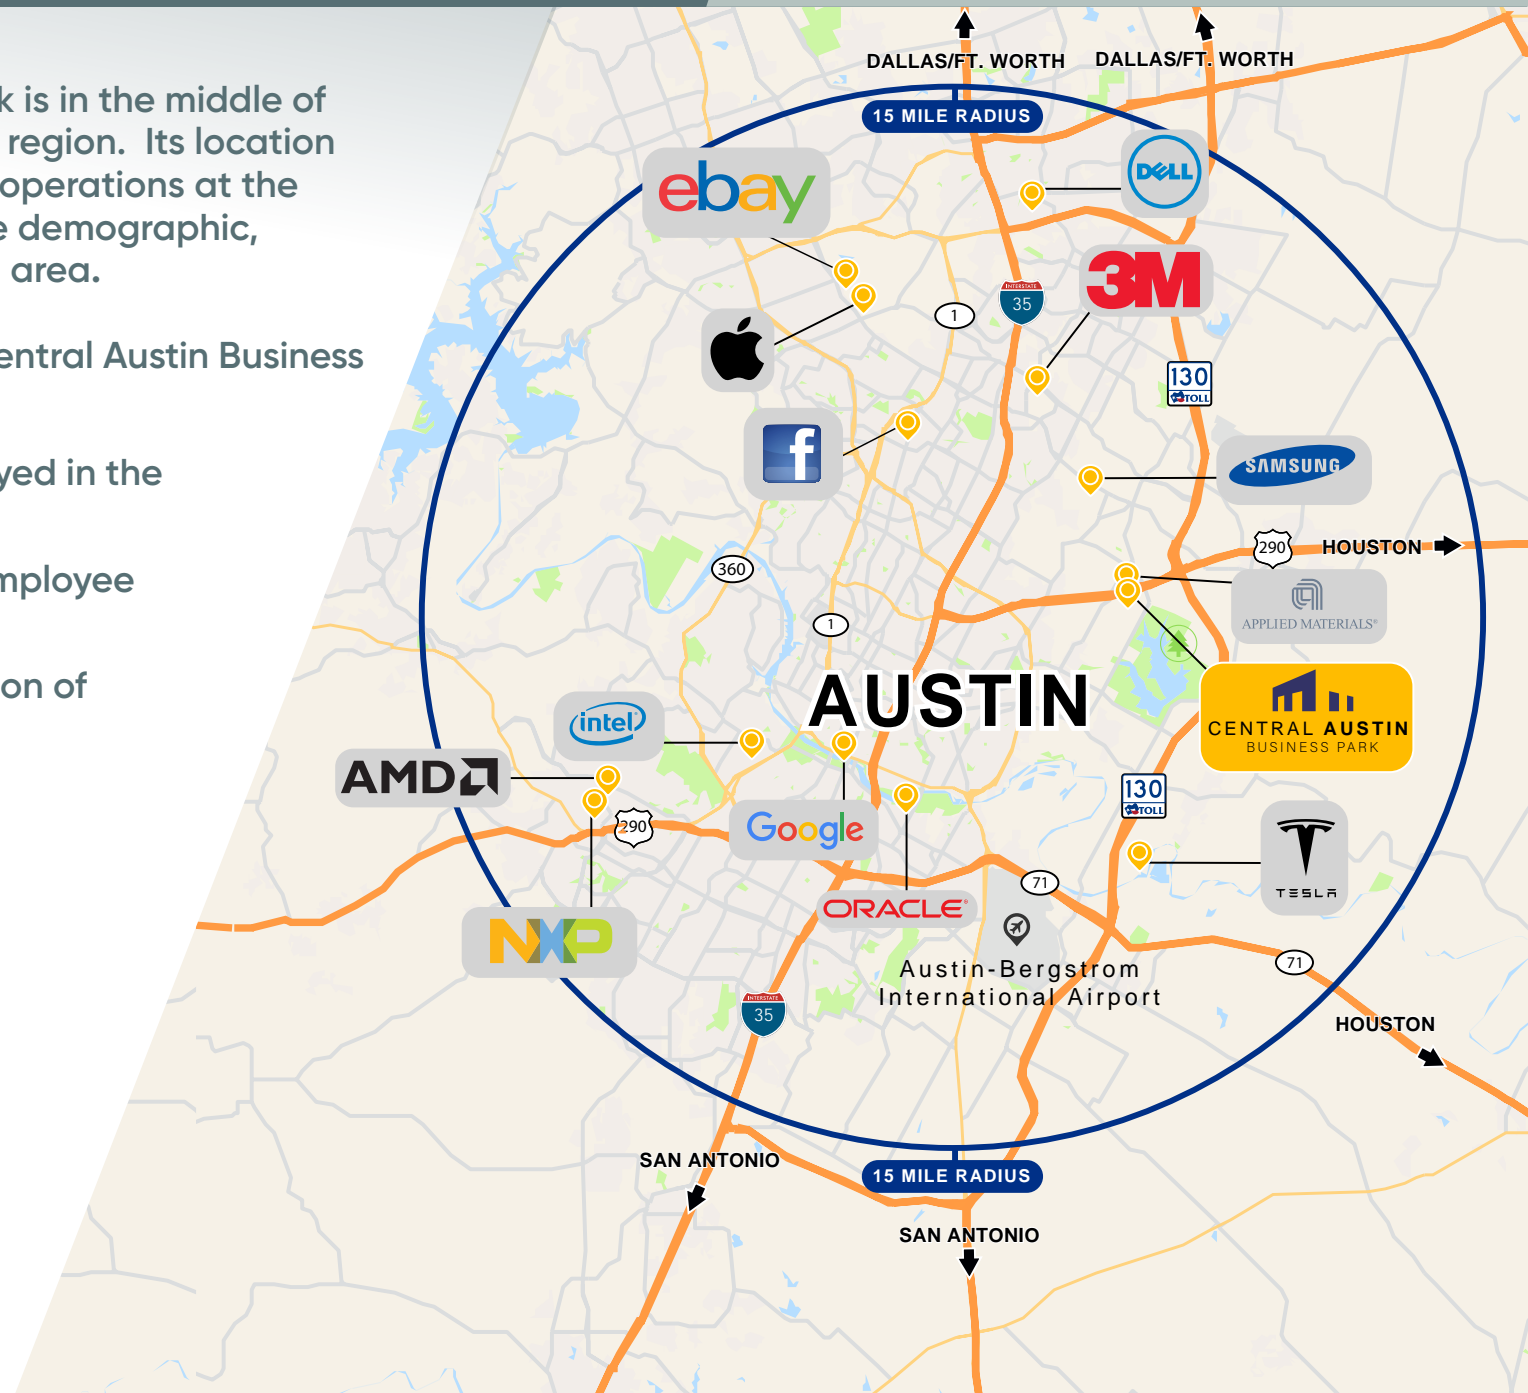 k is in the middle of
region. Its location
operations at the
e demographic,
area.
entral Austin Business
yed in the
mployee
on of
DALLAS/FT. WORTH
DALLAS/FT. WORTH
15 MILE RADIUS
ebay
DELL
3M
INTERSTATE
35
1
130
TOLL
f
SAMSUNG
290
HOUSTON
360
APPLIED MATERIALS®
1
AUSTIN
CENTRAL AUSTIN
BUSINESS PARK
intel
AMD
130
TOLL
290
Google
TESLA
71
ORACLE®
NXP
Austin-Bergstrom
International Airport
71
INTERSTATE
35
HOUSTON
SAN ANTONIO
15 MILE RADIUS
SAN ANTONIO